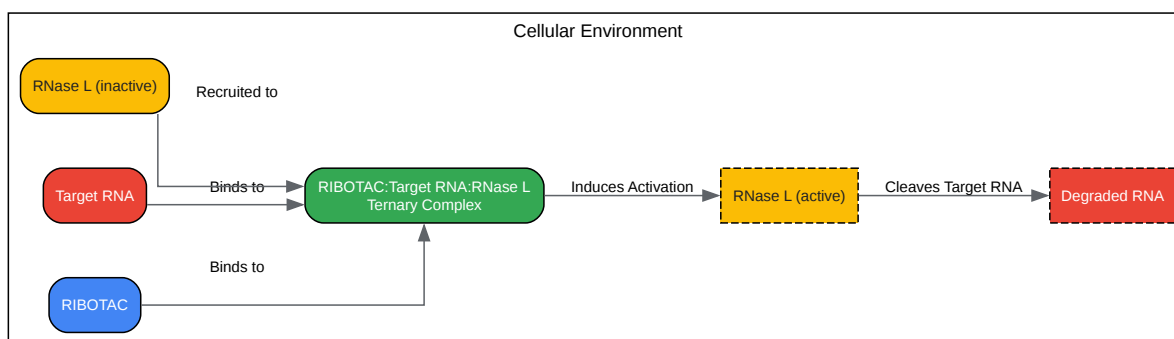 Cellular Environment
RNase L (inactive)
Recruited to
Target RNA
Binds to
RIBOTAC:Target RNA:RNase L
Ternary Complex
Induces Activation
RNase L (active)
Cleaves Target RNA
Degraded RNA
Binds to
RIBOTAC